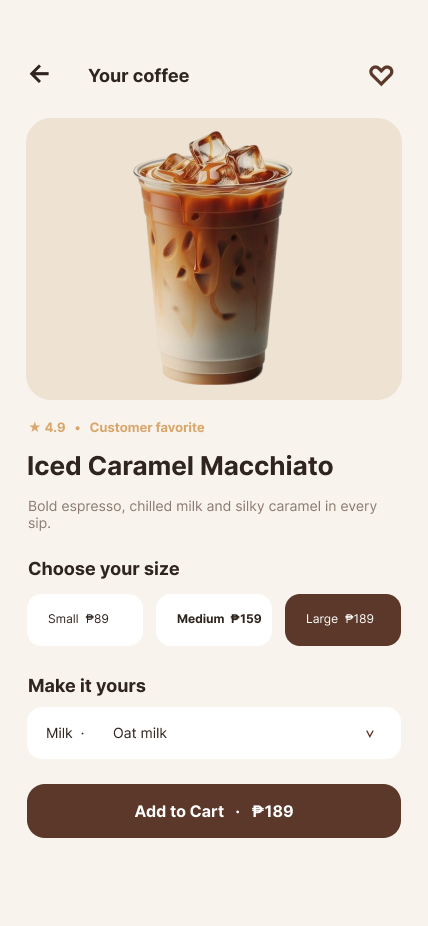 Your coffee
★ 4.9 • Customer favorite
Iced Caramel Macchiato
Bold espresso, chilled milk and silky caramel in every
sip.
Choose your size
Small ₱89
Medium ₱159
Large ₱189
Make it yours
Milk · Oat milk
Add to Cart · ₱189